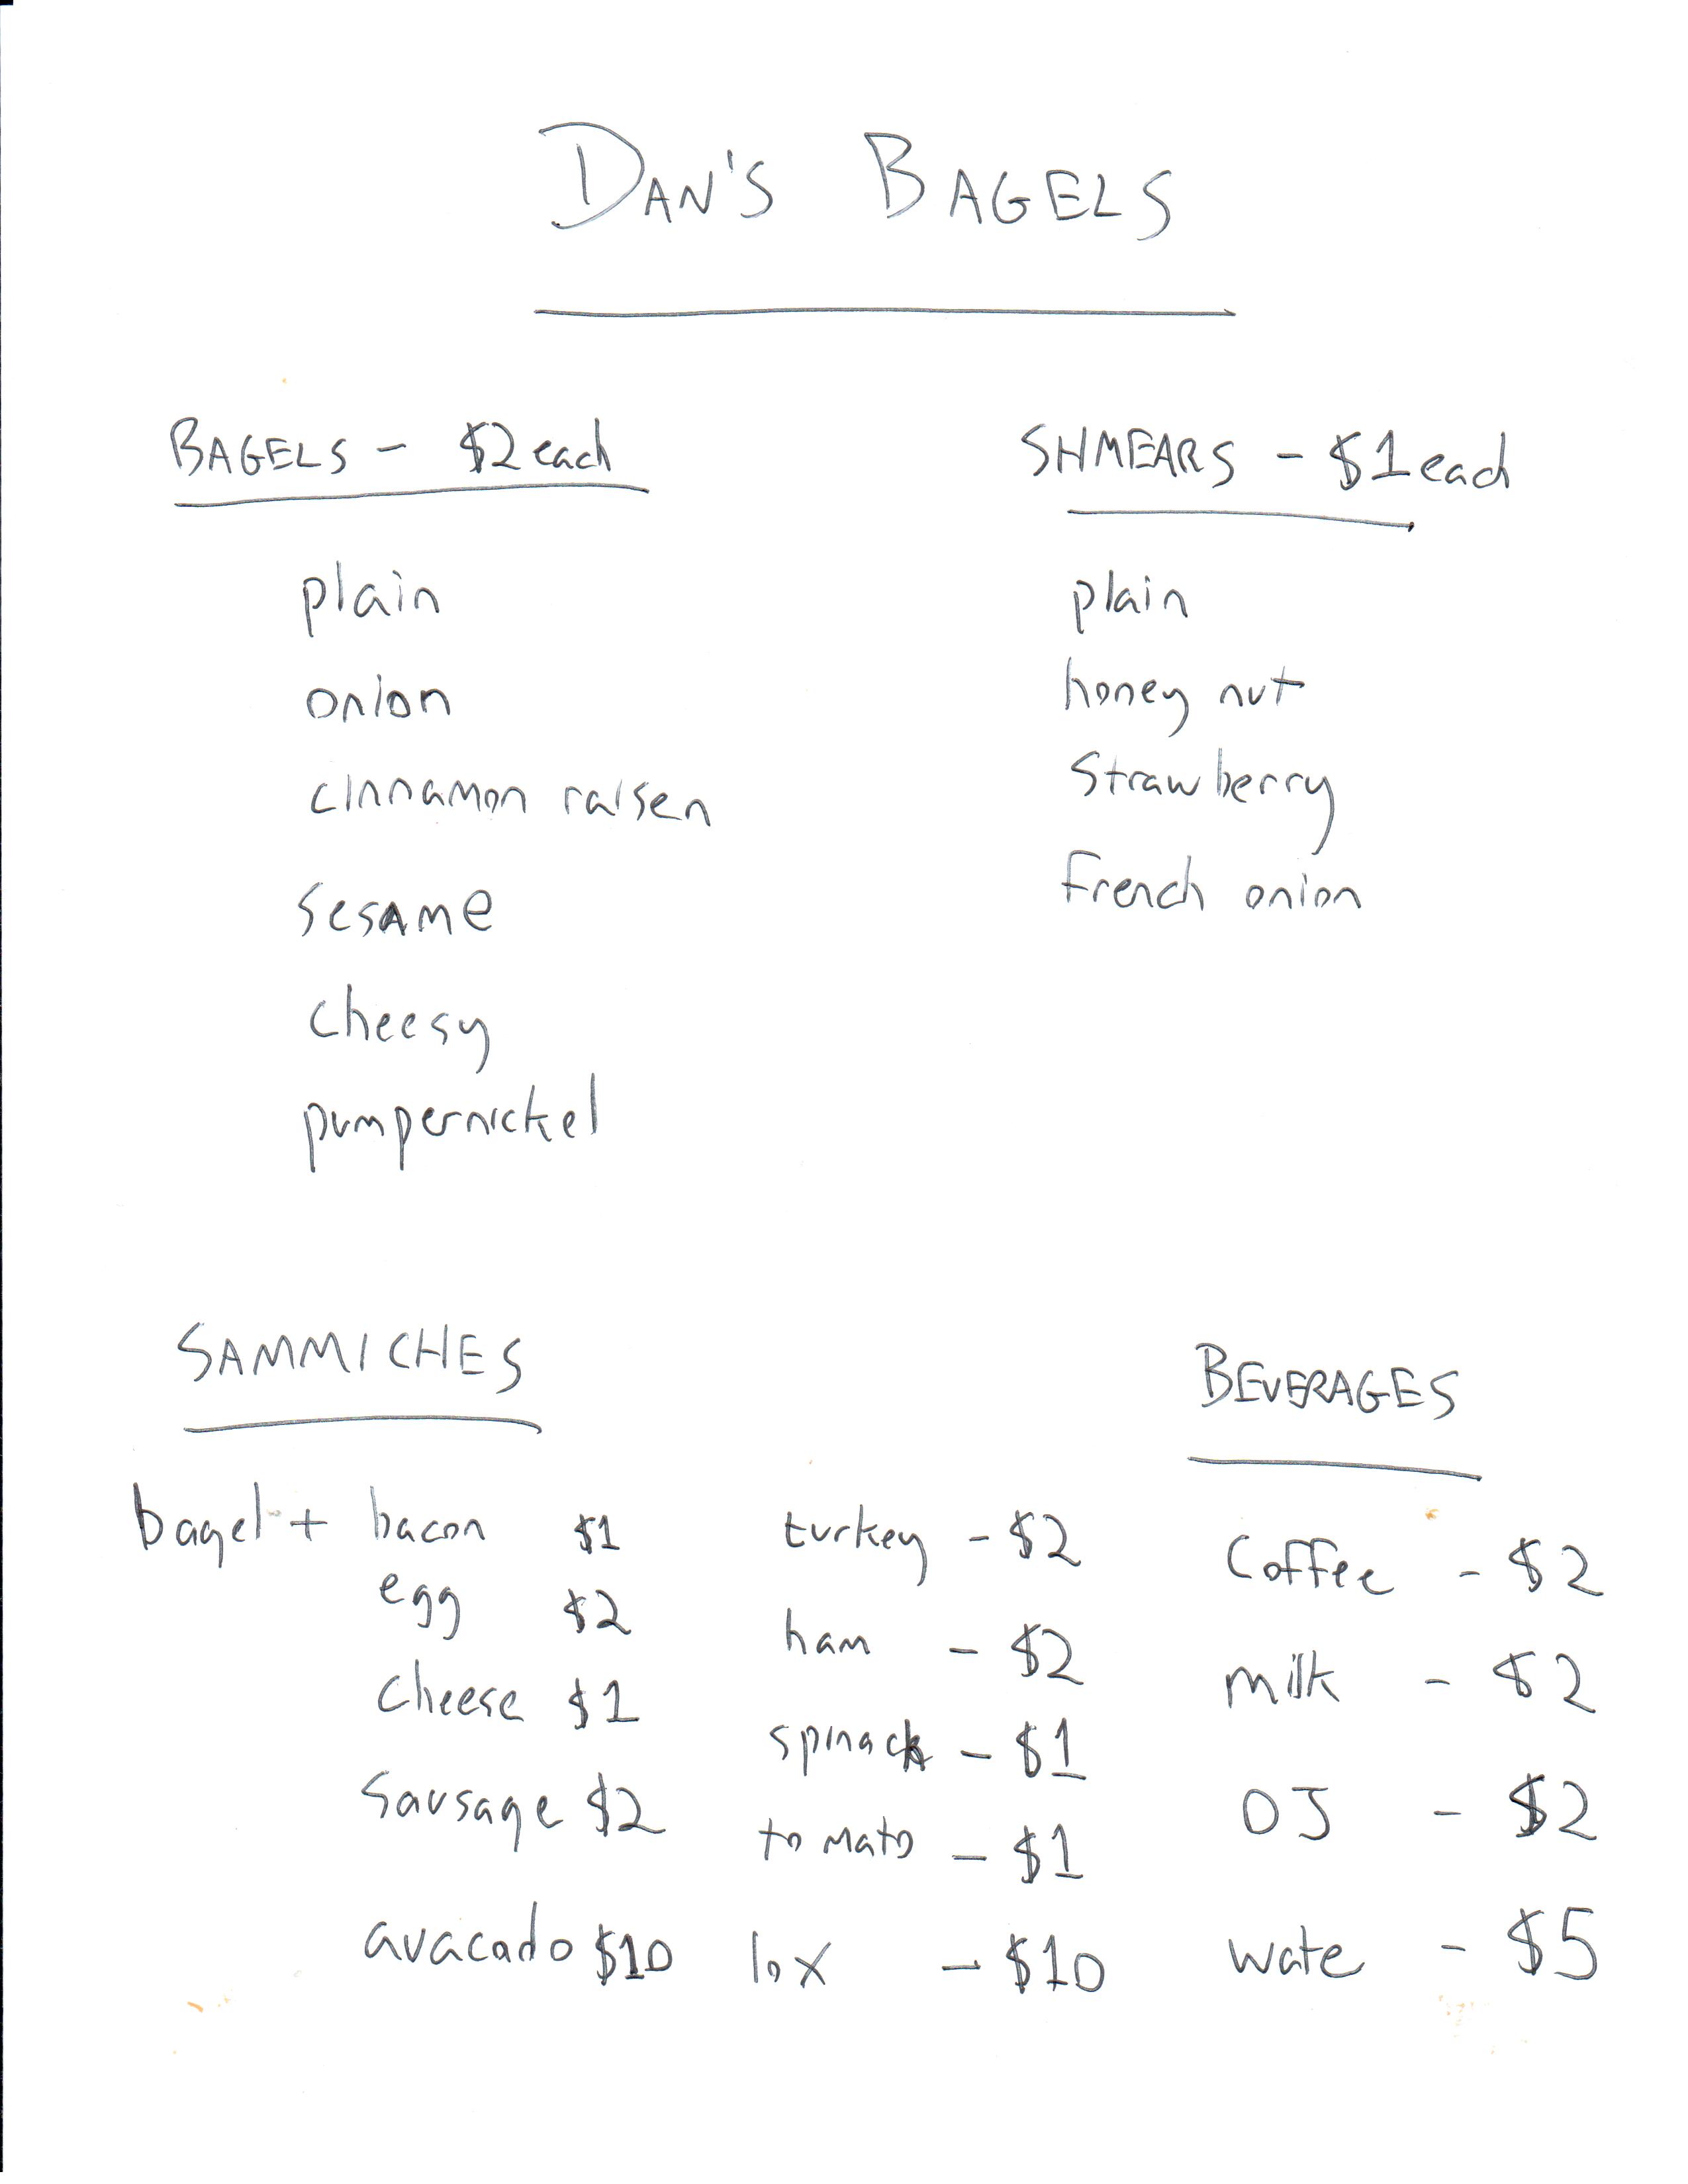 DAN'S BAGELS
BAGELS - $2 each
plain
onion
cinnamon raisen
sesame
cheesy
pumpernickel
SHMEARS - $1 each
plain
honey nut
Strawberry
French onion
SAMMICHES
bagel + bacon $1
egg $2
cheese $1
Sausage $2
avacado $10
turkey - $2
ham - $2
spinach - $1
tomato - $1
lox - $10
BEVERAGES
Coffee - $2
milk - $2
OJ - $2
wate - $5